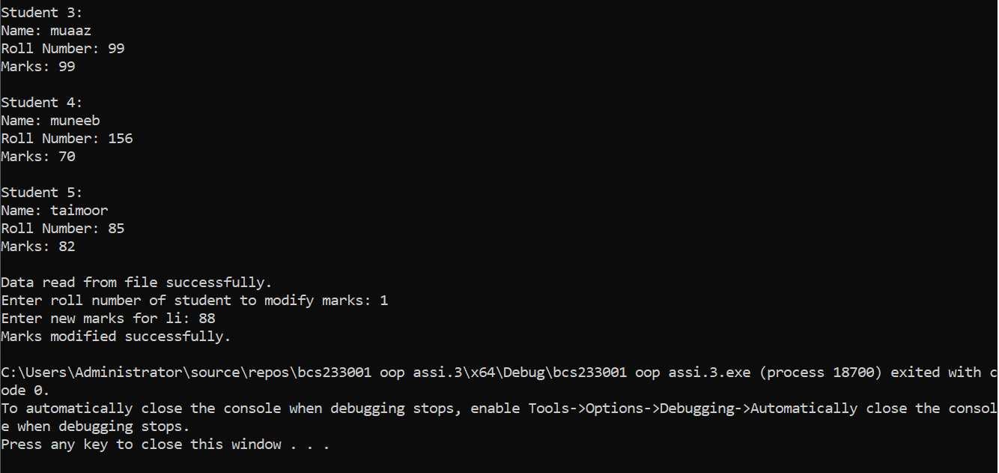 Student 3:
Name: muaaz
Roll Number: 99
Marks: 99
Student 4:
Name: muneeb
Roll Number: 156
Marks: 70
Student 5:
Name: taimoor
Roll Number: 85
Marks: 82
Data read from file successfully.
Enter roll number of student to modify marks: 1
Enter new marks for li: 88
Marks modified successfully.
C:\Users\Administrator\source\repos\bcs233001 oop assi.3\x64\Debug\bcs233001 oop assi.3.exe (process 18700) exited with c
ode 0.
To automatically close the console when debugging stops, enable Tools->Options->Debugging->Automatically close the consol
e when debugging stops.
Press any key to close this window . . .